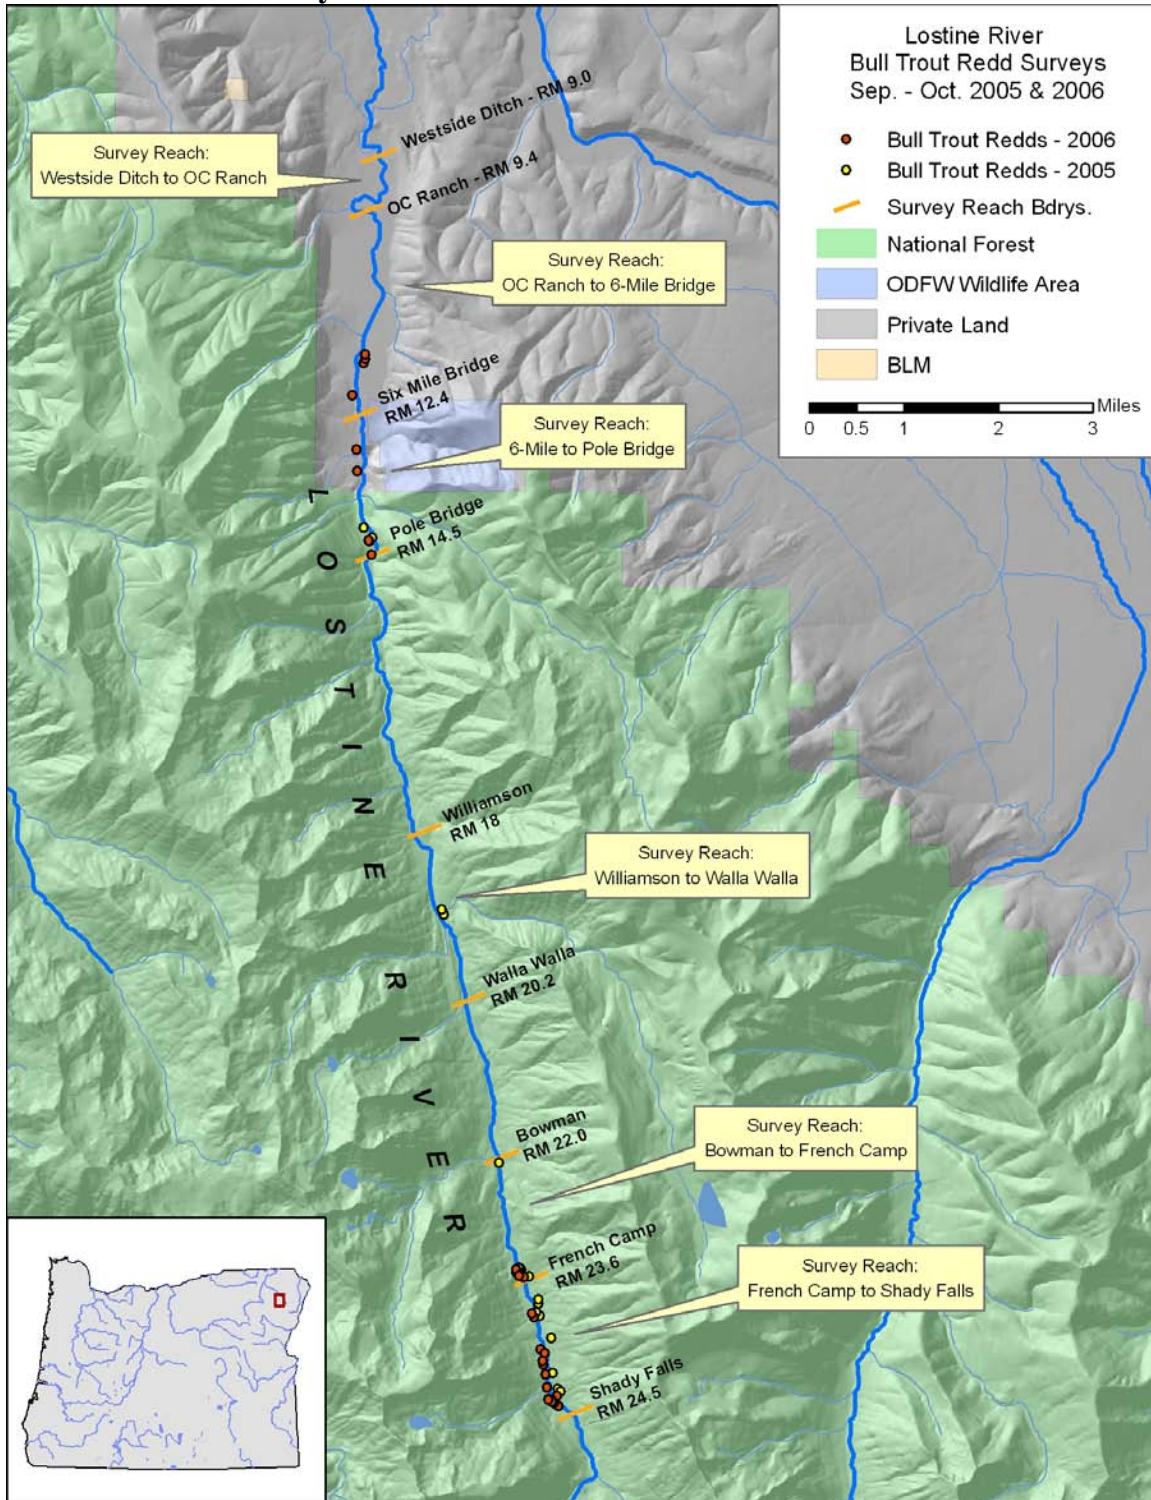 Lostine River
Bull Trout Redd Surveys
Sep. - Oct. 2005 & 2006
Bull Trout Redds - 2006
Bull Trout Redds - 2005
Survey Reach Bdrys.
National Forest
ODFW Wildlife Area
Private Land
BLM
Miles
0 0.5 1 2 3
Westside Ditch - RM 9.0
Survey Reach:
Westside Ditch to OC Ranch
OC Ranch - RM 9.4
Survey Reach:
OC Ranch to 6-Mile Bridge
Six Mile Bridge
RM 12.4
Survey Reach:
6-Mile to Pole Bridge
Pole Bridge
RM 14.5
LOSTINE RIVER
Williamson
RM 18
Survey Reach:
Williamson to Walla Walla
Walla Walla
RM 20.2
Bowman
RM 22.0
Survey Reach:
Bowman to French Camp
French Camp
RM 23.6
Survey Reach:
French Camp to Shady Falls
Shady Falls
RM 24.5